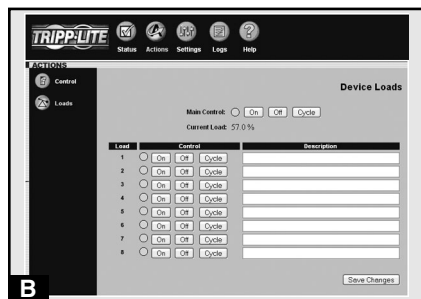 TRIPP·LITE
Status Actions Settings Logs Help
ACTIONS
Control
Loads
Device Loads
Main Control: On Off Cycle
Current Load: 57.0 %
Load Control Description
1 On Off Cycle
2 On Off Cycle
3 On Off Cycle
4 On Off Cycle
5 On Off Cycle
6 On Off Cycle
7 On Off Cycle
8 On Off Cycle
Save Changes
B